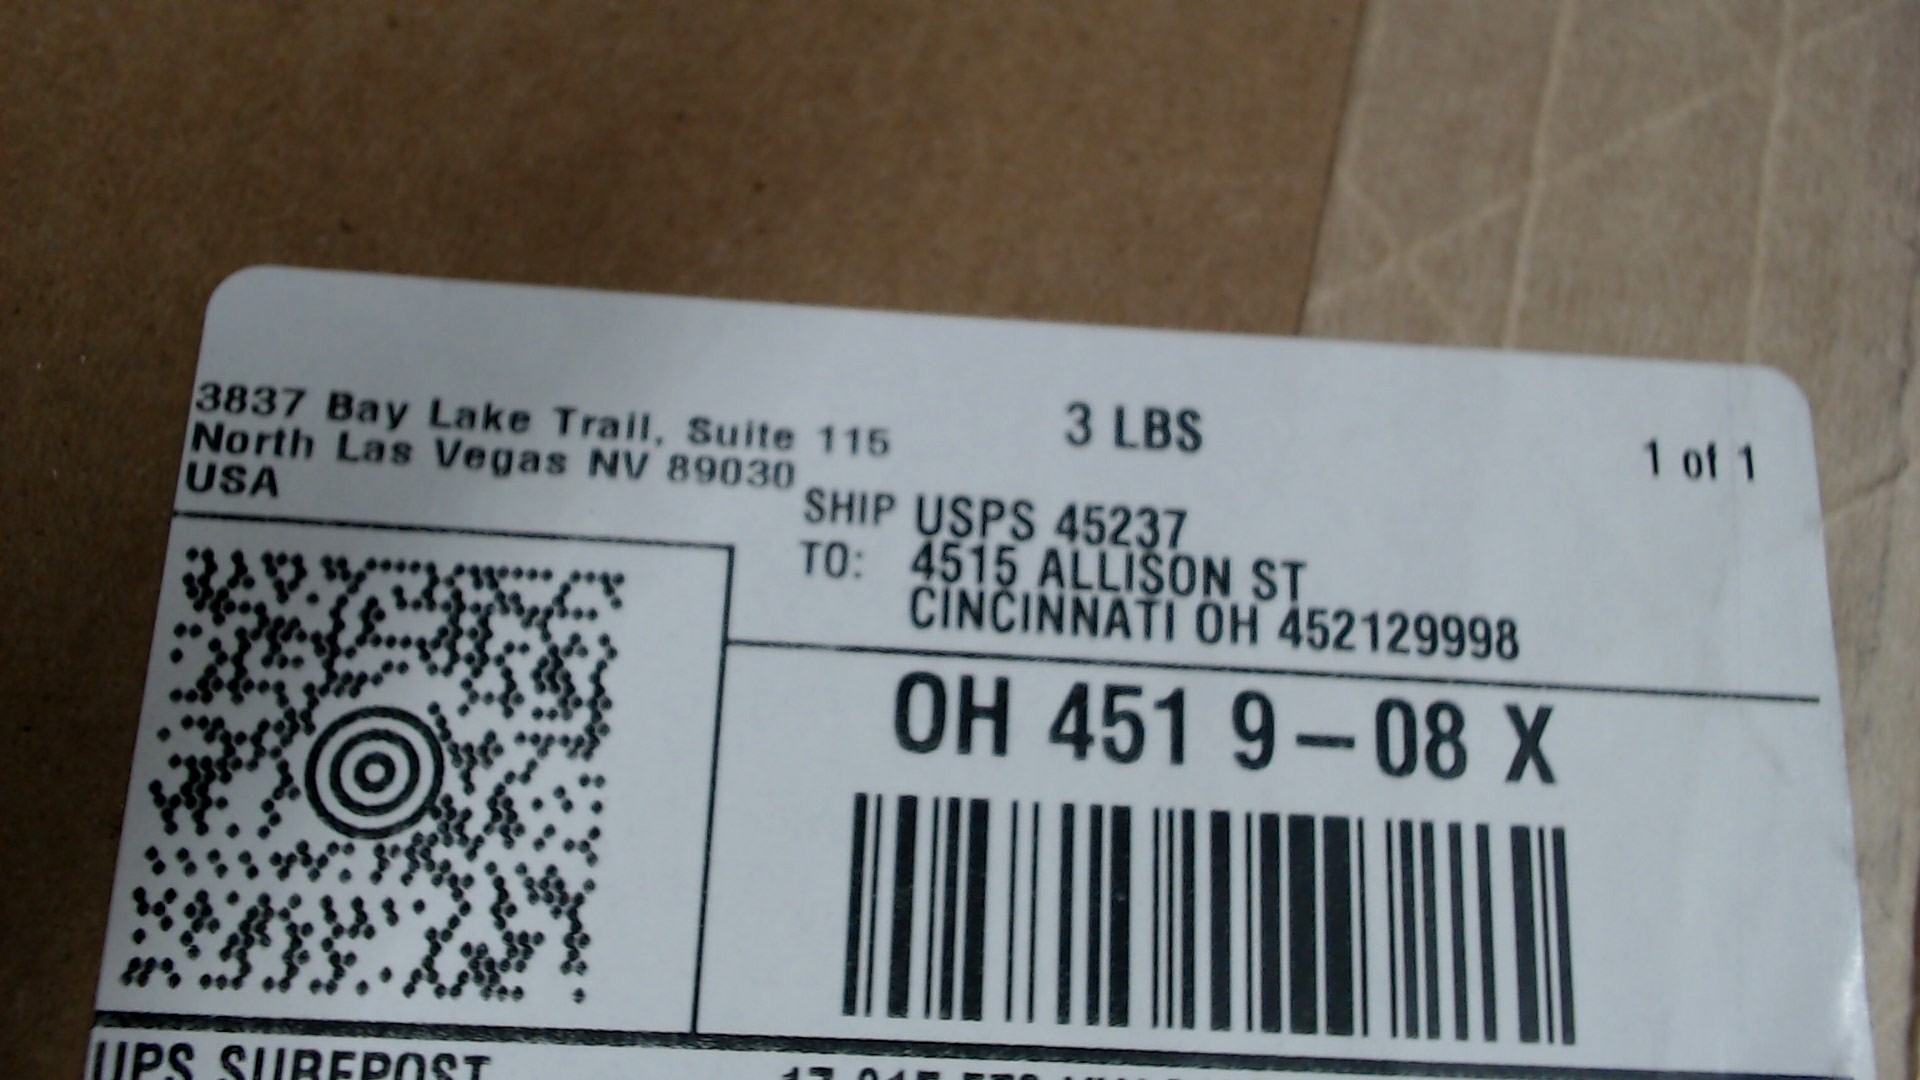 3837 Bay Lake Trail, Suite 115
North Las Vegas NV 89030
USA
3 LBS
1 of 1
SHIP TO: USPS 45237
4515 ALLISON ST
CINCINNATI OH 452129998
OH 451 9-08 X
UPS SUREPOST